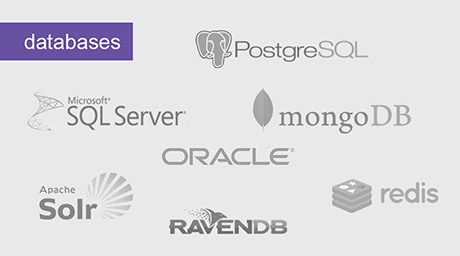 databases
PostgreSQL
Microsoft®
SQL Server®
mongoDB
ORACLE®
Apache
Solr
redis
RAVENDB